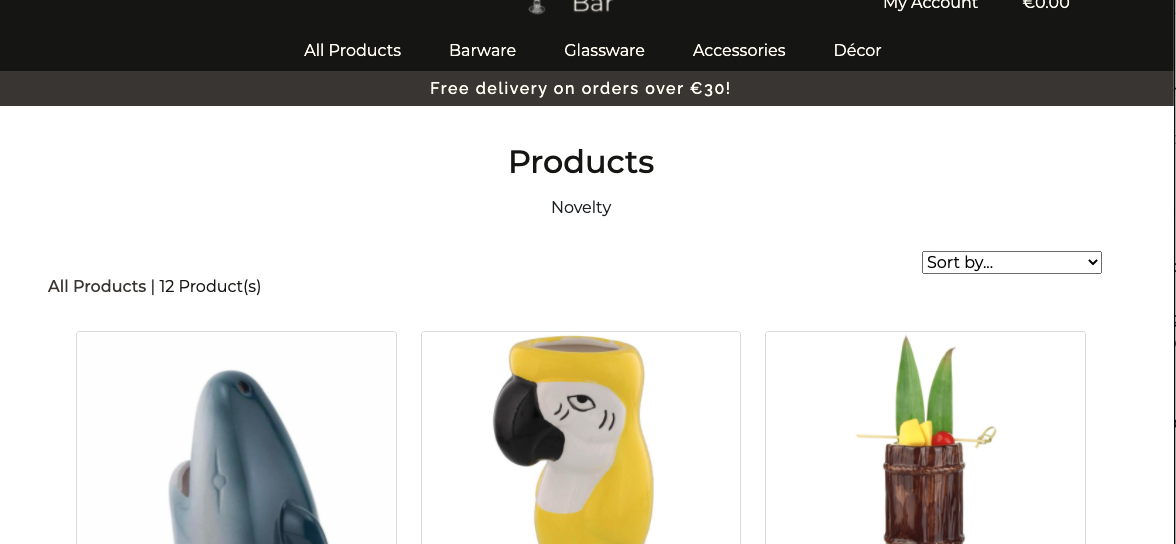 Bar
My Account €0.00
All Products Barware Glassware Accessories Décor
Free delivery on orders over €30!
Products
Novelty
Sort by...
All Products | 12 Product(s)